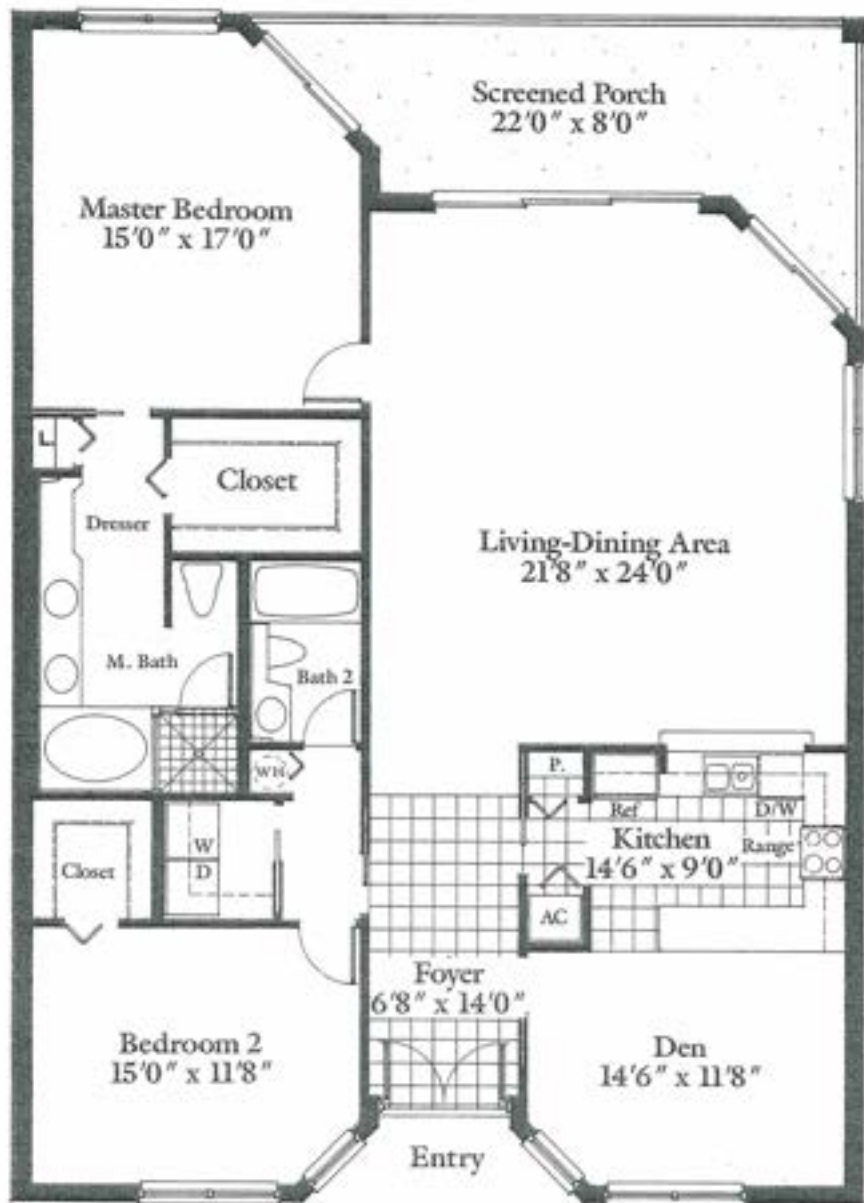 Screened Porch
22'0" x 8'0"
Master Bedroom
15'0" x 17'0"
Closet
Dresser
Living-Dining Area
21'8" x 24'0"
M. Bath
Bath 2
WH
P.
Ref
D/W
W
D
Kitchen
14'6" x 9'0"
Range
Closet
AC
Foyer
6'8" x 14'0"
Bedroom 2
15'0" x 11'8"
Den
14'6" x 11'8"
Entry